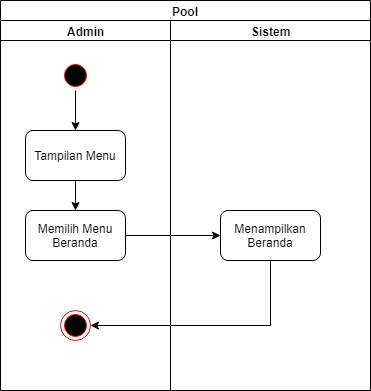 Pool
Admin
Sistem
Tampilan Menu
Memilih Menu
Beranda
Menampilkan
Beranda